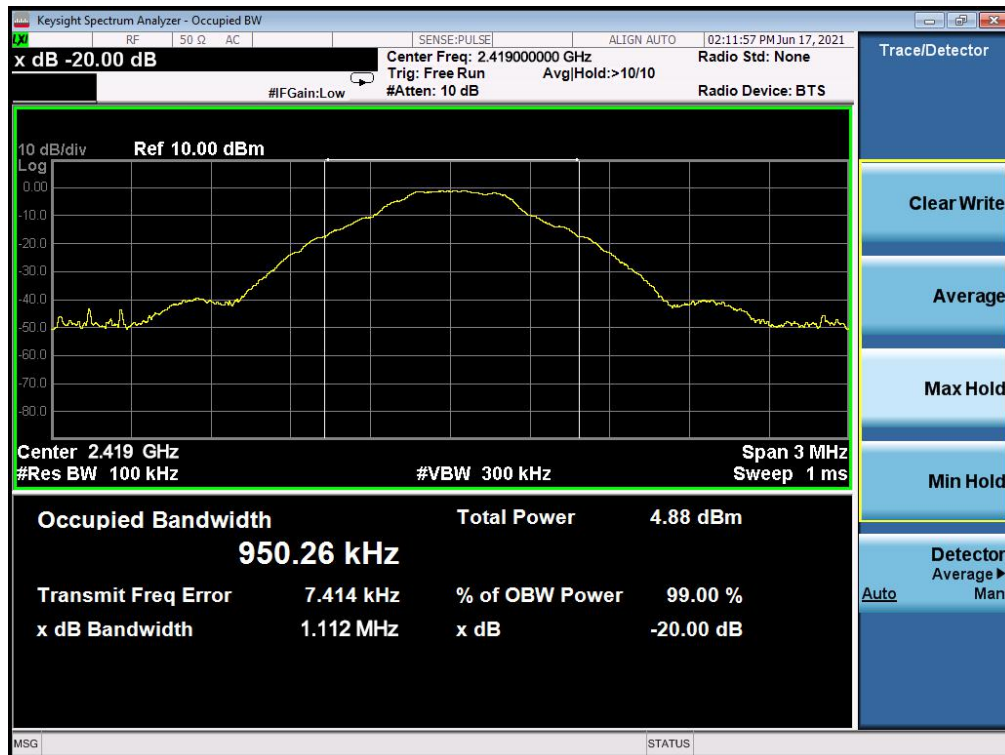 Keysight Spectrum Analyzer - Occupied BW
LXI RF 50 Ω AC SENSE:PULSE ALIGN AUTO 02:11:57 PM Jun 17, 2021
x dB -20.00 dB
Center Freq: 2.419000000 GHz
Radio Std: None
Trig: Free Run Avg|Hold:>10/10
#IFGain:Low #Atten: 10 dB Radio Device: BTS
10 dB/div Ref 10.00 dBm
Log
0.00
-10.0
-20.0
-30.0
-40.0
-50.0
-60.0
-70.0
-80.0
Center 2.419 GHz Span 3 MHz
#Res BW 100 kHz #VBW 300 kHz Sweep 1 ms
Occupied Bandwidth Total Power 4.88 dBm
950.26 kHz
Transmit Freq Error 7.414 kHz % of OBW Power 99.00 %
x dB Bandwidth 1.112 MHz x dB -20.00 dB
Trace/Detector
Clear Write
Average
Max Hold
Min Hold
Detector
Average▶
Auto Man
MSG STATUS